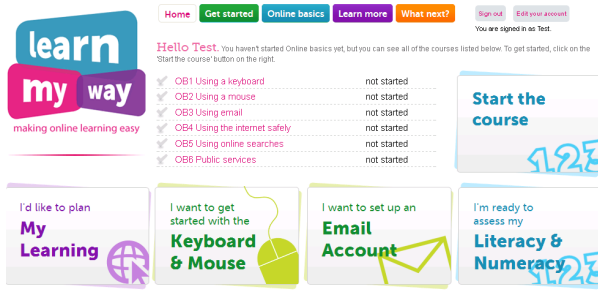 learn
my way
making online learning easy
Home Get started Online basics Learn more What next? Sign out Edit your account
You are signed in as Test.
Hello Test. You haven't started Online basics yet, but you can see all of the courses listed below. To get started, click on the
'Start the course' button on the right.
OB1 Using a keyboard not started
OB2 Using a mouse not started
OB3 Using email not started
OB4 Using the internet safely not started
OB5 Using online searches not started
OB6 Public services not started
Start the
course
123
I'd like to plan
My
Learning
I want to get
started with the
Keyboard
& Mouse
I want to set up an
Email
Account
I'm ready to
assess my
Literacy &
Numeracy
123